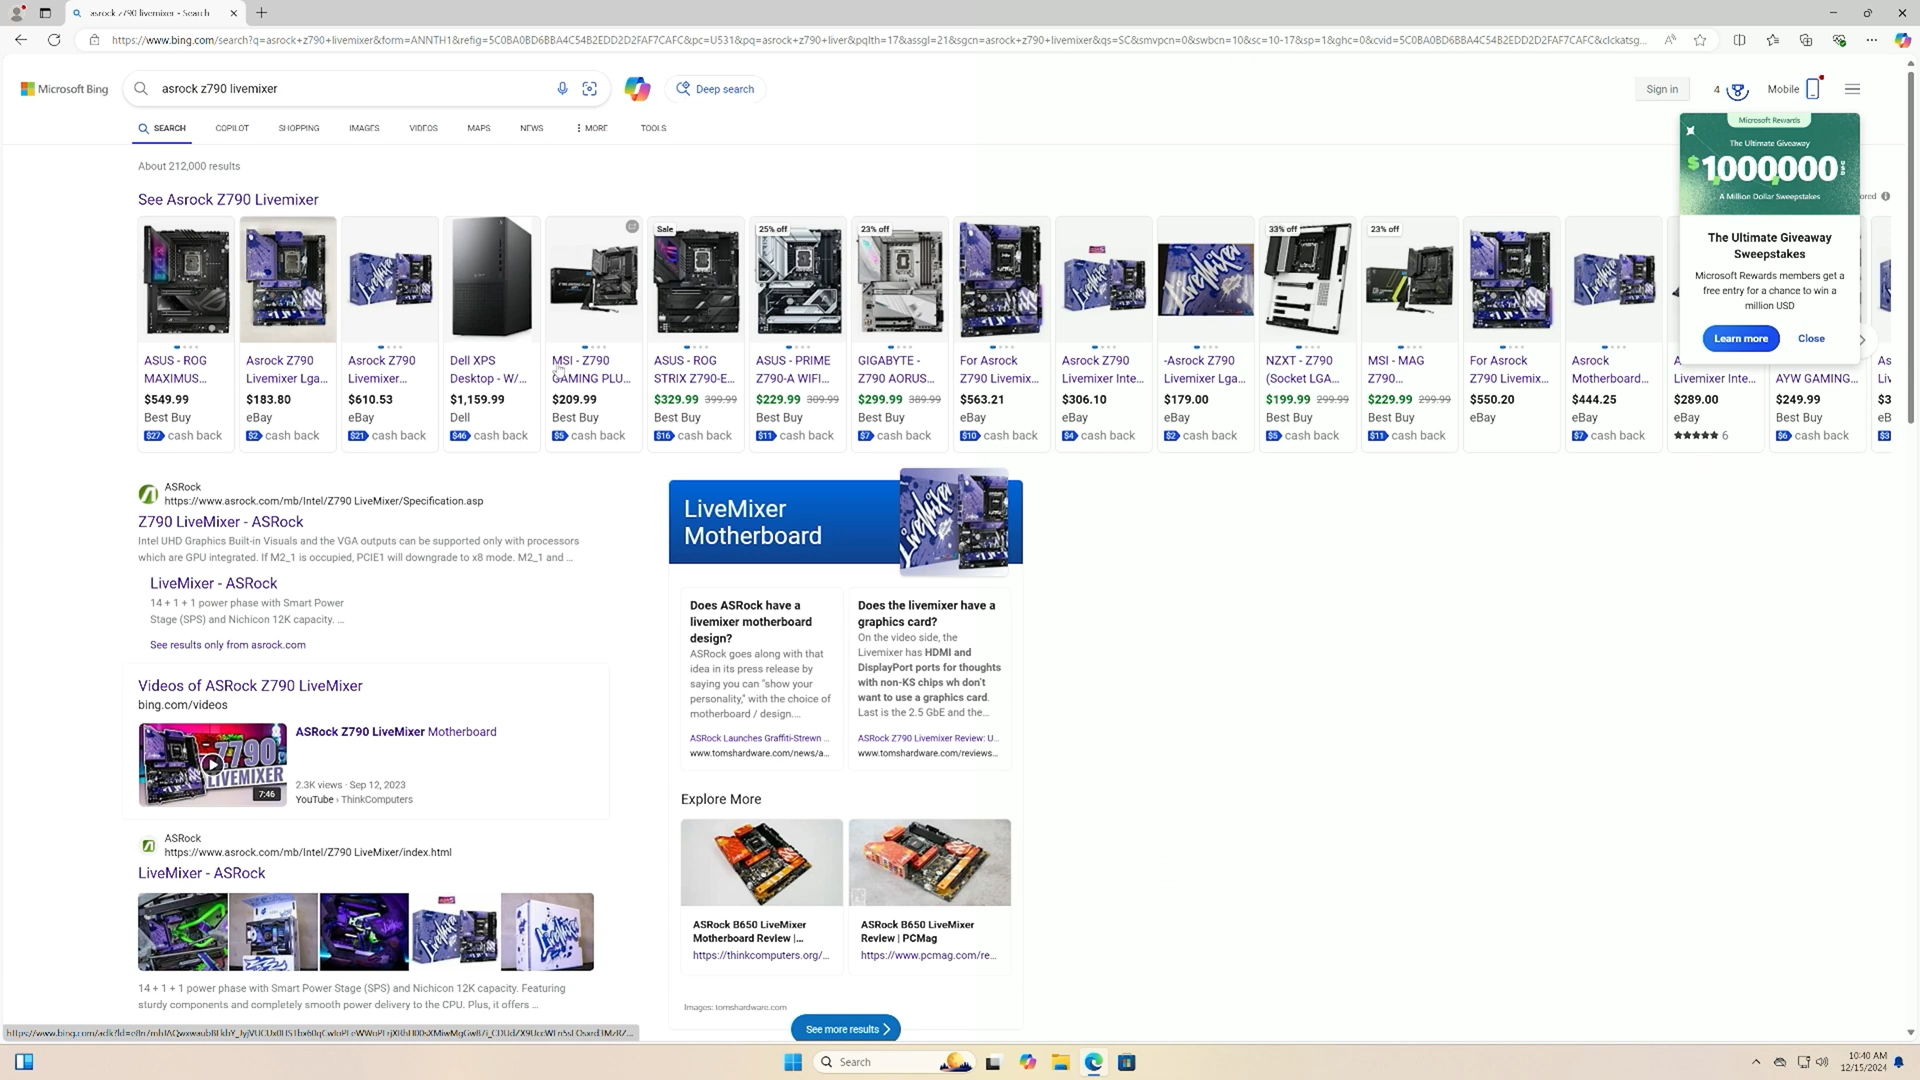 asrock z790 livemixer - Search
https://www.bing.com/search?q=asrock+z790+livemixer&form=ANNTH1&refig=5C0BA0BD6BBA4C54B2EDD2D2FAF7CAFC&pc=U531&pq=asrock+z790+liver&pqlth=17&assgl=21&sgcn=asrock+z790+livemixer&qs=SC&smvpcn=0&swbcn=10&sc=10-17&sp=1&ghc=0&cvid=5C0BA0BD6BBA4C54B2EDD2D2FAF7CAFC&clckatsg...
Microsoft Bing
asrock z790 livemixer
Deep search
Sign in
4
Mobile
SEARCH COPILOT SHOPPING IMAGES VIDEOS MAPS NEWS MORE TOOLS
About 212,000 results
See Asrock Z790 Livemixer
ASUS - ROG
MAXIMUS...
$549.99
Best Buy
$27 cash back
Asrock Z790
Livemixer Lga...
$183.80
eBay
$2 cash back
Asrock Z790
Livemixer...
$610.53
eBay
$21 cash back
Dell XPS
Desktop - W/...
$1,159.99
Dell
$46 cash back
MSI - Z790
GAMING PLU...
$209.99
Best Buy
$5 cash back
Sale
ASUS - ROG
STRIX Z790-E...
$329.99 399.99
Best Buy
$16 cash back
25% off
ASUS - PRIME
Z790-A WIFI...
$229.99 309.99
Best Buy
$11 cash back
23% off
GIGABYTE -
Z790 AORUS...
$299.99 389.99
Best Buy
$7 cash back
For Asrock
Z790 Livemix...
$563.21
eBay
$10 cash back
Asrock Z790
Livemixer Inte...
$306.10
eBay
$4 cash back
-Asrock Z790
Livemixer Lga...
$179.00
eBay
$2 cash back
33% off
NZXT - Z790
(Socket LGA...
$199.99 299.99
Best Buy
$5 cash back
23% off
MSI - MAG
Z790...
$229.99 299.99
Best Buy
$11 cash back
For Asrock
Z790 Livemix...
$550.20
eBay
Asrock
Motherboard...
$444.25
eBay
$7 cash back
Livemixer Inte...
$289.00
eBay
6
AYW GAMING...
$249.99
Best Buy
$6 cash back
As
Liv
$3
eB
$3
Microsoft Rewards
The Ultimate Giveaway
$1000,000
A Million Dollar Sweepstakes
The Ultimate Giveaway
Sweepstakes
Microsoft Rewards members get a
free entry for a chance to win a
million USD
Learn more Close
ASRock
https://www.asrock.com/mb/Intel/Z790 LiveMixer/Specification.asp
Z790 LiveMixer - ASRock
Intel UHD Graphics Built-in Visuals and the VGA outputs can be supported only with processors
which are GPU integrated. If M2_1 is occupied, PCIE1 will downgrade to x8 mode. M2_1 and ...
LiveMixer - ASRock
14 + 1 + 1 power phase with Smart Power
Stage (SPS) and Nichicon 12K capacity. ...
See results only from asrock.com
Videos of ASRock Z790 LiveMixer
bing.com/videos
Z790
LIVEMIXER
7:46
ASRock Z790 LiveMixer Motherboard
2.3K views · Sep 12, 2023
YouTube › ThinkComputers
ASRock
https://www.asrock.com/mb/Intel/Z790 LiveMixer/index.html
LiveMixer - ASRock
14 + 1 + 1 power phase with Smart Power Stage (SPS) and Nichicon 12K capacity. Featuring
sturdy components and completely smooth power delivery to the CPU. Plus, it offers ...
LiveMixer
Motherboard
Does ASRock have a
livemixer motherboard
design?
ASRock goes along with that
idea in its press release by
saying you can "show your
personality," with the choice of
motherboard / design....
ASRock Launches Graffiti-Strewn ...
www.tomshardware.com/news/a...
Does the livemixer have a
graphics card?
On the video side, the
Livemixer has HDMI and
DisplayPort ports for thoughts
with non-KS chips wh don't
want to use a graphics card.
Last is the 2.5 GbE and the...
ASRock Z790 Livemixer Review: U...
www.tomshardware.com/reviews...
Explore More
ASRock B650 LiveMixer
Motherboard Review |...
https://thinkcomputers.org/...
ASRock B650 LiveMixer
Review | PCMag
https://www.pcmag.com/re...
Images: tomshardware.com
See more results
Search
10:40 AM
12/15/2024